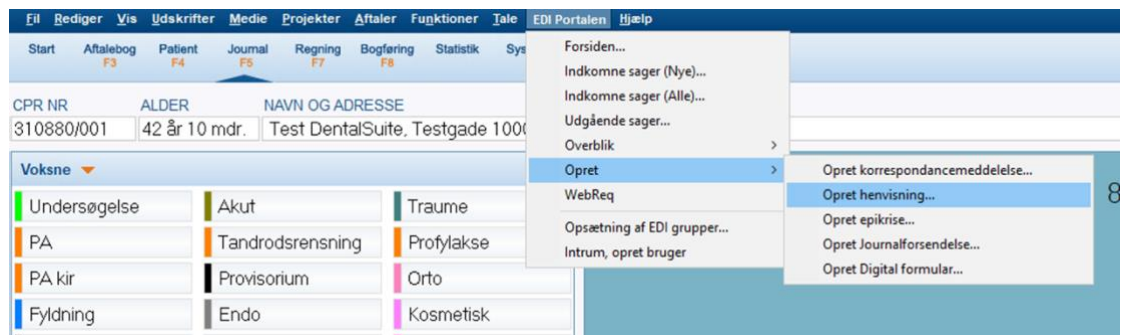 Fil Rediger Vis Udskrifter Medie Projekter Aftaler Funktioner Tale EDI Portalen Hjælp
Start Aftalebog Patient Journal Regning Bogføring Statistik Sys
F3 F4 F5 F7 F8
CPR NR ALDER NAVN OG ADRESSE
310880/001 42 år 10 mdr. Test DentalSuite, Testgade 100
Voksne
Undersøgelse Akut Traume
PA Tandrodsrensning Profylakse
PA kir Provisorium Orto
Fyldning Endo Kosmetisk
Forsiden...
Indkomne sager (Nye)...
Indkomne sager (Alle)...
Udgående sager...
Overblik >
Opret >
WebReq
Opsætning af EDI grupper...
Intrum, opret bruger
Opret korrespondancemeddelelse...
Opret henvisning...
Opret epikrise...
Opret Journalforsendelse...
Opret Digital formular...
8